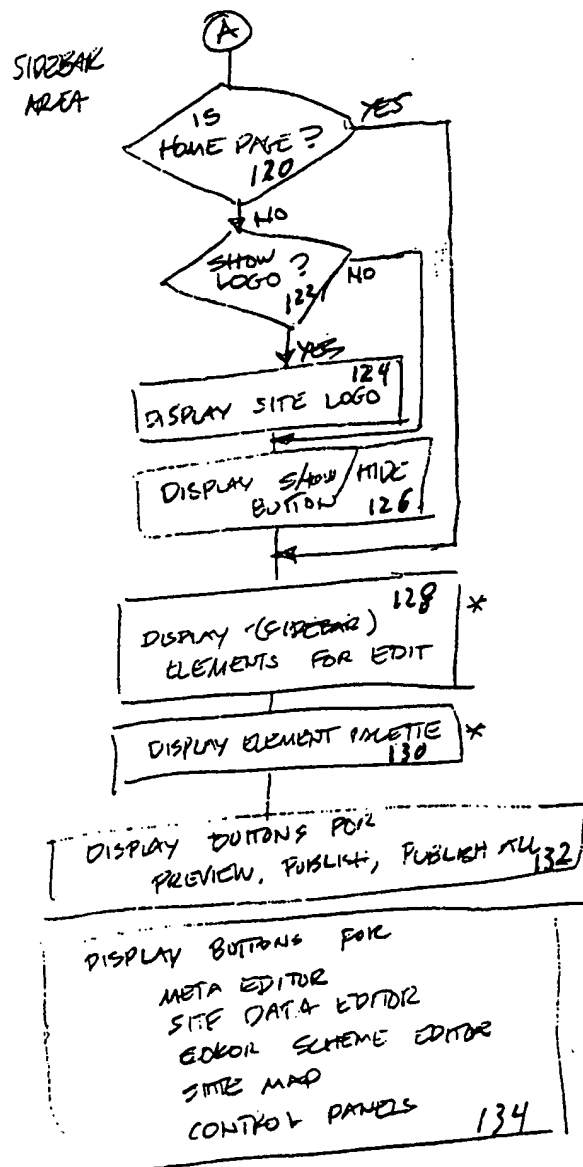 A
SIDEBAR
AREA
IS
HOME PAGE?
120
YES
NO
SHOW
LOGO?
122
NO
YES
124
DISPLAY SITE LOGO
DISPLAY SHOW/HIDE
BUTTON 126
128
DISPLAY (SIDEBAR) *
ELEMENTS FOR EDIT
DISPLAY ELEMENT PALETTE *
130
DISPLAY BUTTONS FOR
PREVIEW, PUBLISH, PUBLISH ALL 132
DISPLAY BUTTONS FOR
META EDITOR
SITE DATA EDITOR
COLOR SCHEME EDITOR
SITE MAP
CONTROL PANELS 134